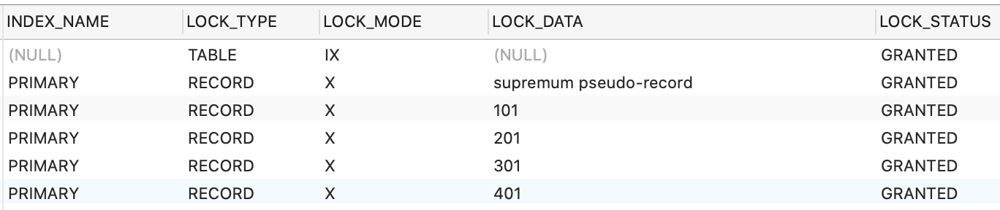 INDEX_NAME LOCK_TYPE LOCK_MODE LOCK_DATA LOCK_STATUS
(NULL) TABLE IX (NULL) GRANTED
PRIMARY RECORD X supremum pseudo-record GRANTED
PRIMARY RECORD X 101 GRANTED
PRIMARY RECORD X 201 GRANTED
PRIMARY RECORD X 301 GRANTED
PRIMARY RECORD X 401 GRANTED